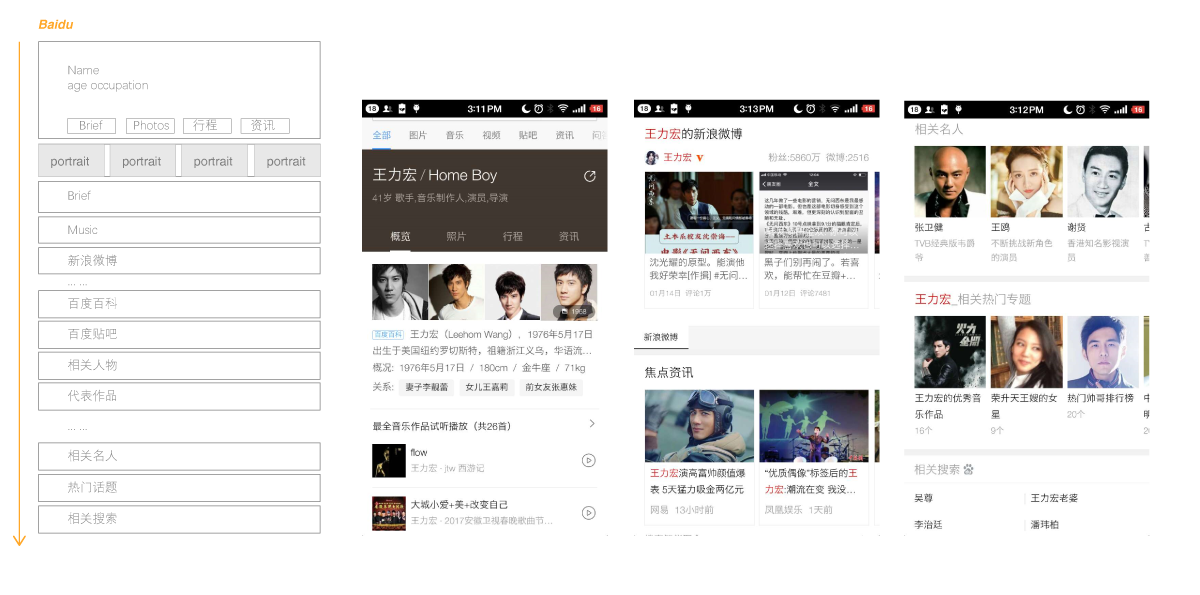 Baidu
Name
age occupation
Brief
Photos
行程
资讯
portrait
portrait
portrait
portrait
Brief
Music
新浪微博
... ...
百度百科
百度贴吧
相关人物
代表作品
... ...
相关名人
热门话题
相关搜索
18
3:11 PM
16
全部 图片 音乐 视频 贴吧 资讯
王力宏 / Home Boy
41岁 歌手,音乐制作人,演员,导演
概览 照片 行程 资讯
1968
百度百科 王力宏（Leehom Wang），1976年5月17日
出生于美国纽约罗切斯特，祖籍浙江义乌，华语流...
概况: 1976年5月17日 / 180cm / 金牛座 / 71kg
关系: 妻子李靓蕾 女儿王嘉莉 前女友张惠妹
最全音乐作品试听播放（共26首）
flow
王力宏 - jtw 西游记
大城小爱+美+改变自己
王力宏 - 2017安徽卫视春晚歌曲节...
18
3:13 PM
16
王力宏的新浪微博
王力宏
粉丝:5860万 微博:2516
全文
沈光耀的原型。能演他
我好荣幸[作揖] #无问...
01月14日 评论1万
黑子们别再闹了。若喜
欢，能帮忙在豆瓣+...
01月12日 评论7481
新浪微博
焦点资讯
王力宏演高富帅颜值爆
表 5天猛力吸金两亿元
网易 13小时前
“优质偶像”标签后的王
力宏:潮流在变 我没...
凤凰娱乐 1天前
18
3:12 PM
16
相关名人
张卫健
TVB经典版韦爵
爷
王鸥
不断挑战新角色
的演员
谢贤
香港知名影视演
员
王力宏_相关热门专题
火力
全开
王力宏的优秀音
乐作品
16个
荣升天王嫂的女
星
9个
热门帅哥排行榜
20个
相关搜索
吴尊
王力宏老婆
李治廷
潘玮柏